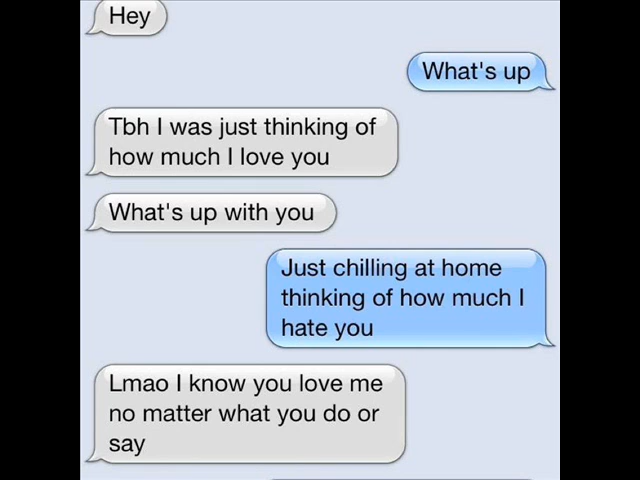 Hey
What's up
Tbh I was just thinking of
how much I love you
What's up with you
Just chilling at home
thinking of how much I
hate you
Lmao I know you love me
no matter what you do or
say